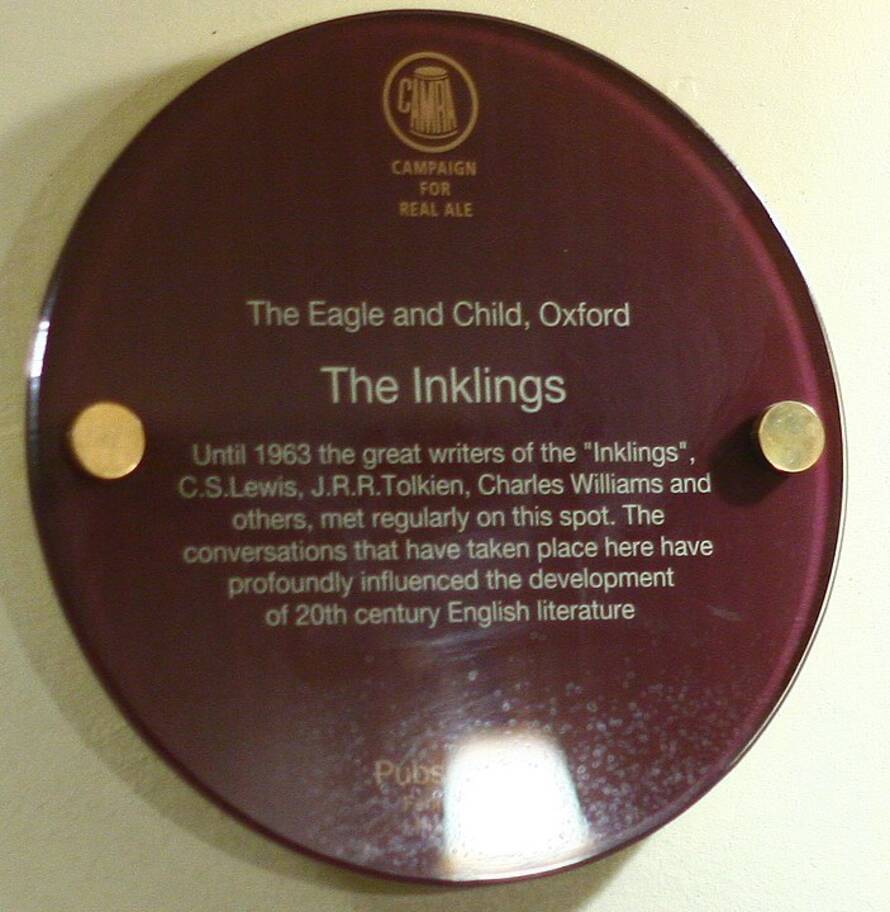 CAMRA
CAMPAIGN
FOR
REAL ALE
The Eagle and Child, Oxford
The Inklings
Until 1963 the great writers of the "Inklings",
C.S.Lewis, J.R.R.Tolkien, Charles Williams and
others, met regularly on this spot. The
conversations that have taken place here have
profoundly influenced the development
of 20th century English literature
Pubs